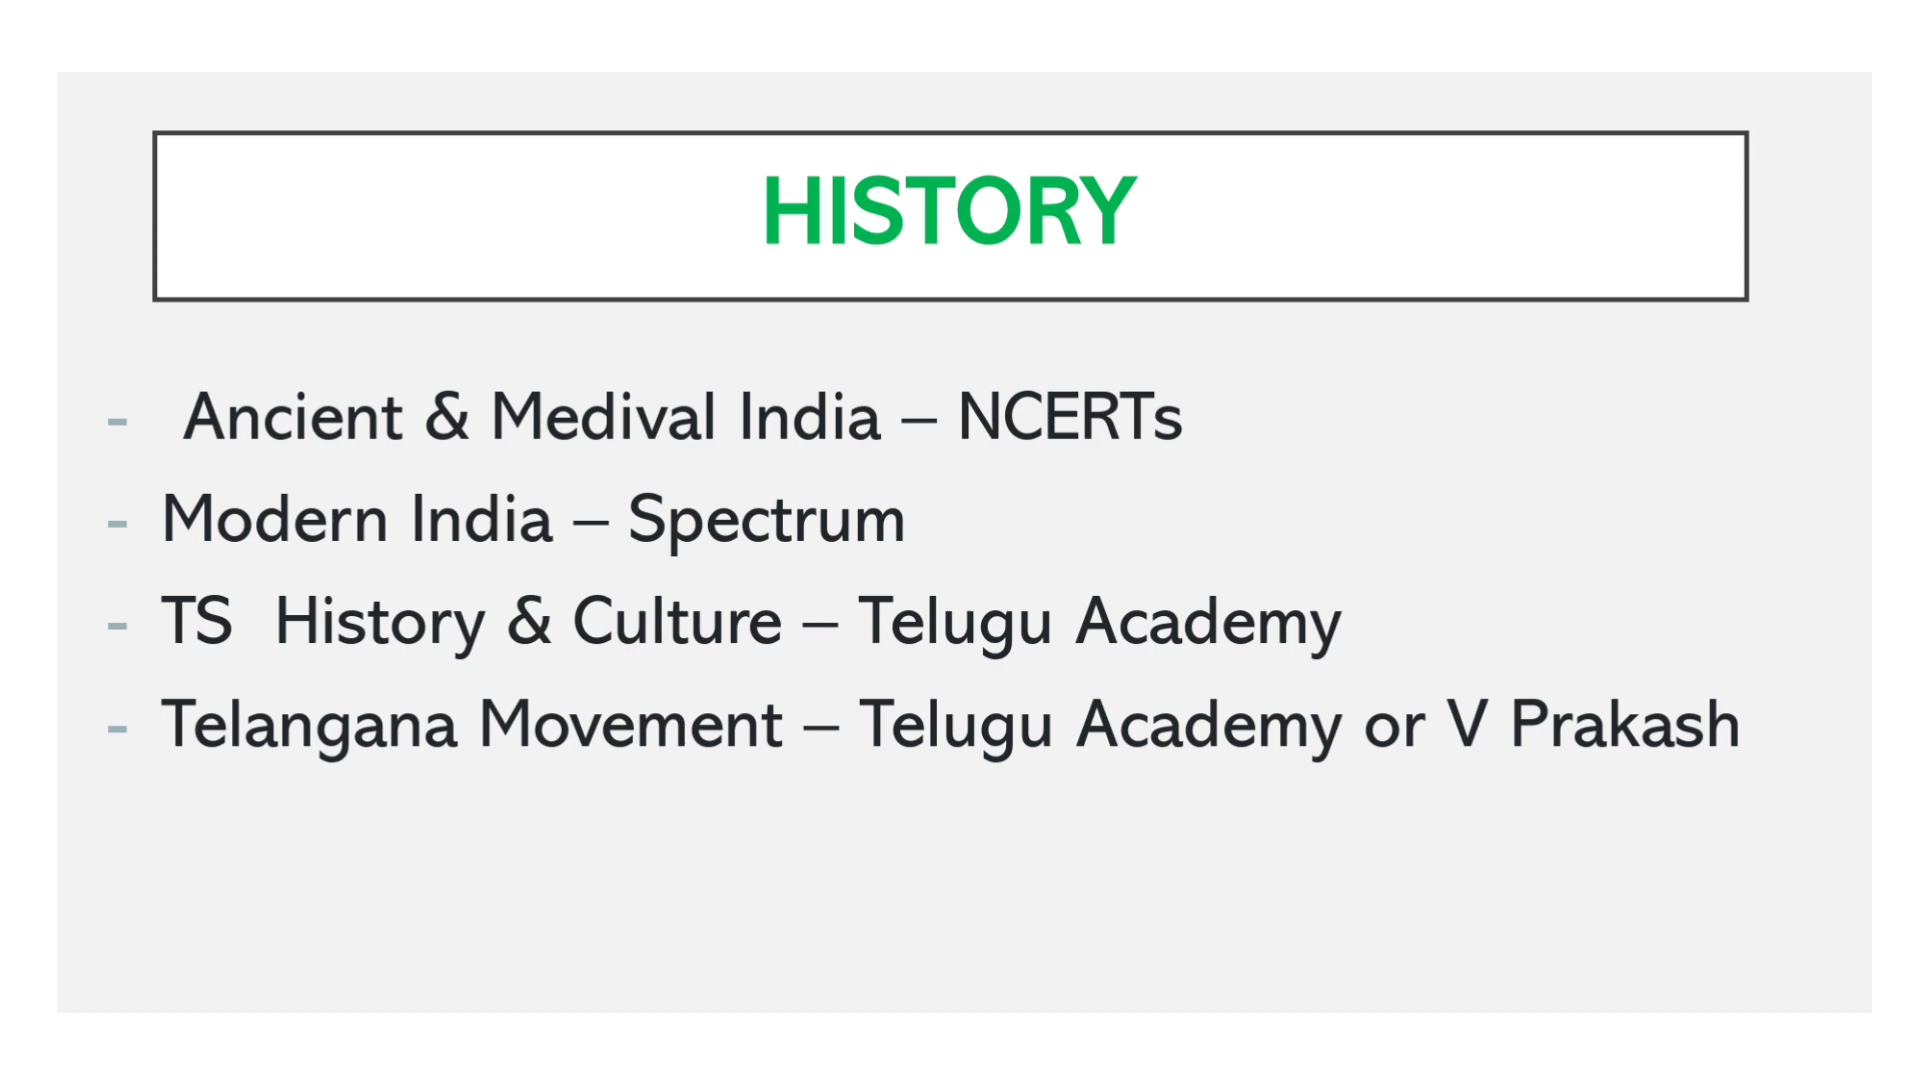 HISTORY
- Ancient & Medival India – NCERTs
- Modern India – Spectrum
- TS History & Culture – Telugu Academy
- Telangana Movement – Telugu Academy or V Prakash